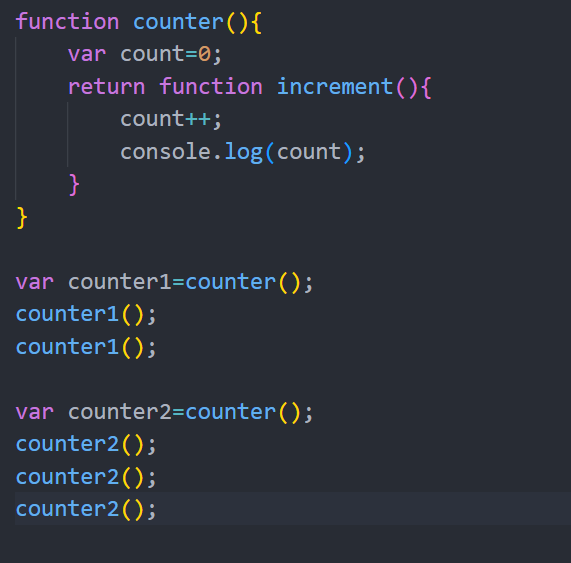 function counter(){
    var count=0;
    return function increment(){
        count++;
        console.log(count);
    }
}

var counter1=counter();
counter1();
counter1();

var counter2=counter();
counter2();
counter2();
counter2();